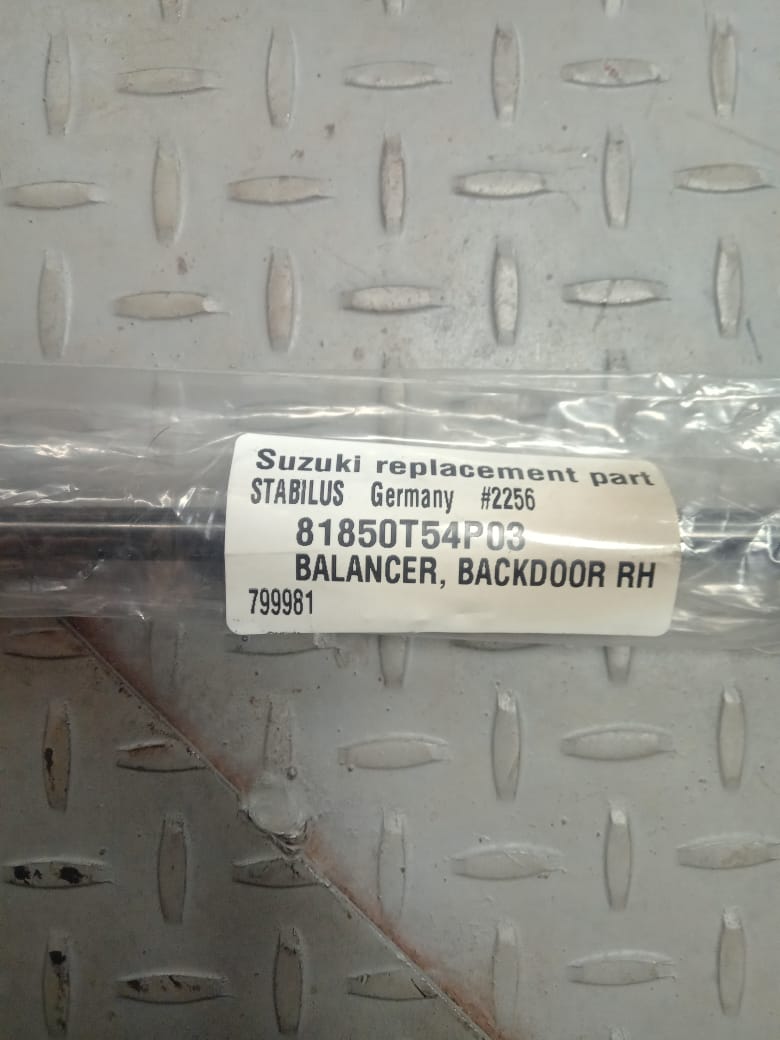 Suzuki replacement part
STABILUS Germany #2256
81850T54P03
BALANCER, BACKDOOR RH
799981